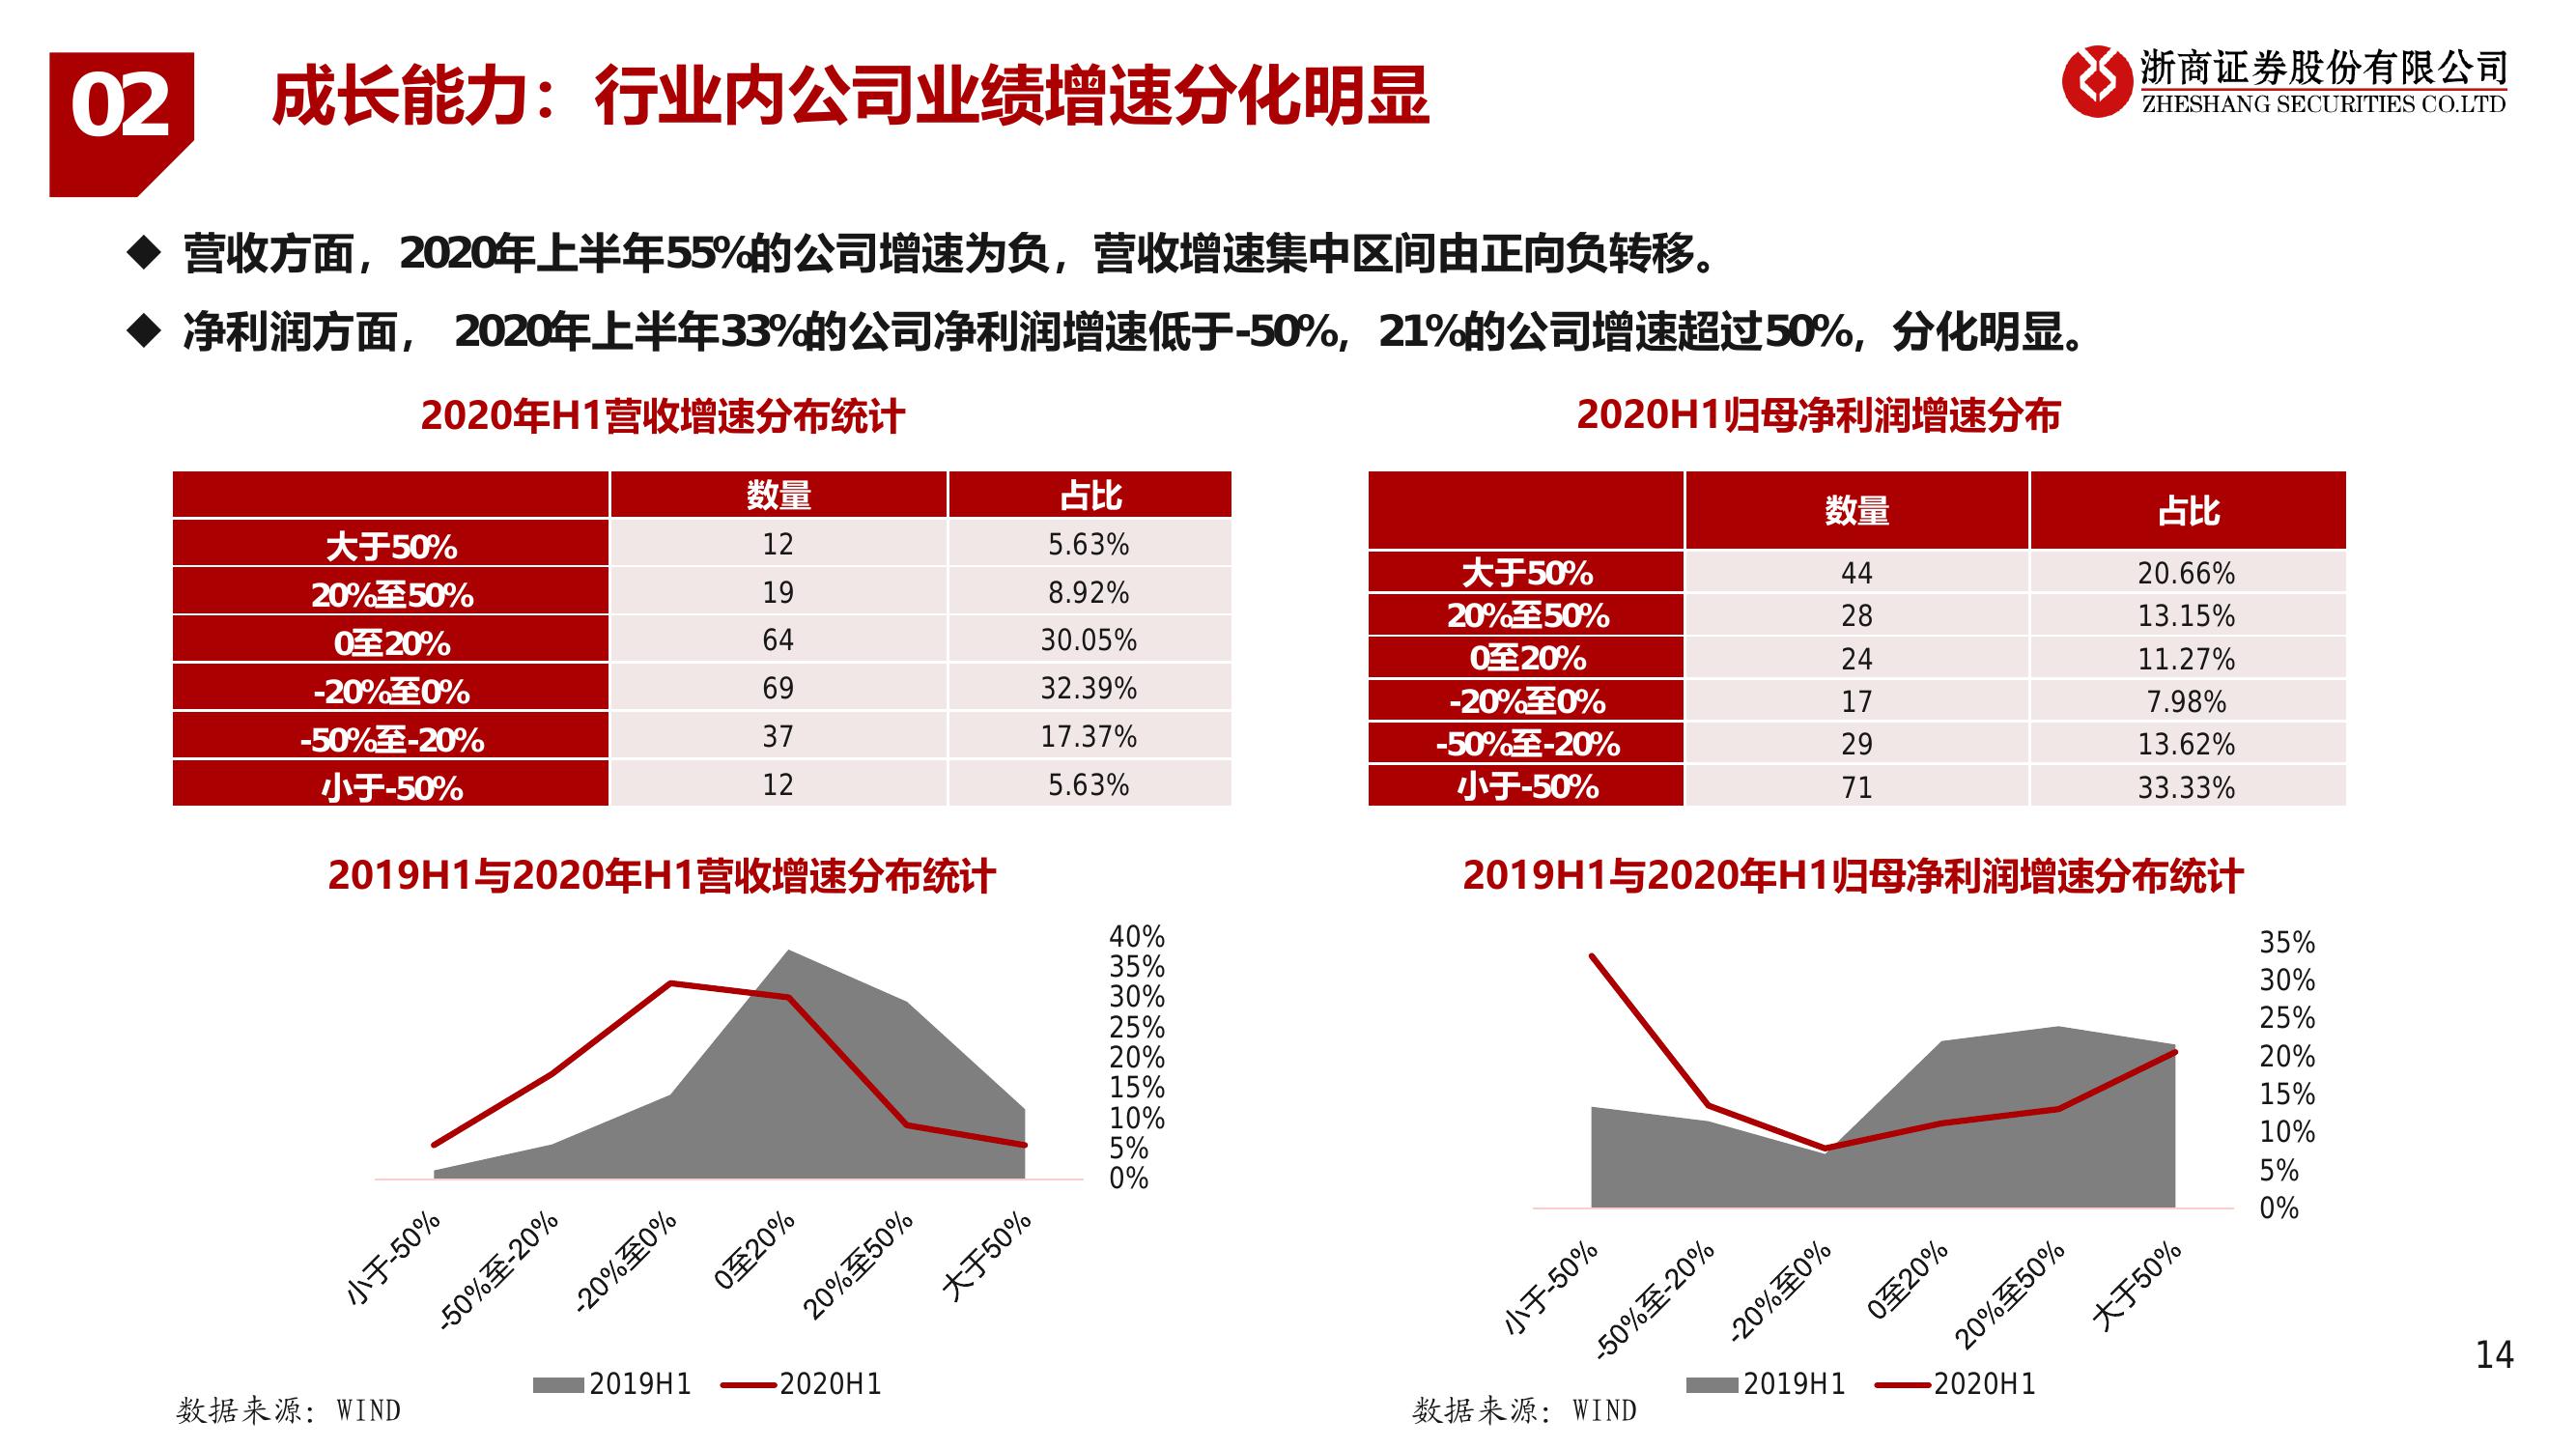 02
成长能力：行业内公司业绩增速分化明显
浙商证券股份有限公司
ZHESHANG SECURITIES CO.LTD
◆ 营收方面，2020年上半年55%的公司增速为负，营收增速集中区间由正向负转移。
◆ 净利润方面， 2020年上半年33%的公司净利润增速低于-50%，21%的公司增速超过50%，分化明显。
2020年H1营收增速分布统计
数量 占比
大于50% 12 5.63%
20%至50% 19 8.92%
0至20% 64 30.05%
-20%至0% 69 32.39%
-50%至-20% 37 17.37%
小于-50% 12 5.63%
2020H1归母净利润增速分布
数量 占比
大于50% 44 20.66%
20%至50% 28 13.15%
0至20% 24 11.27%
-20%至0% 17 7.98%
-50%至-20% 29 13.62%
小于-50% 71 33.33%
2019H1与2020年H1营收增速分布统计
40%
35%
30%
25%
20%
15%
10%
5%
0%
小于-50% -50%至-20% -20%至0% 0至20% 20%至50% 大于50%
2019H1 2020H1
数据来源：WIND
2019H1与2020年H1归母净利润增速分布统计
35%
30%
25%
20%
15%
10%
5%
0%
小于-50% -50%至-20% -20%至0% 0至20% 20%至50% 大于50%
2019H1 2020H1
数据来源：WIND
14